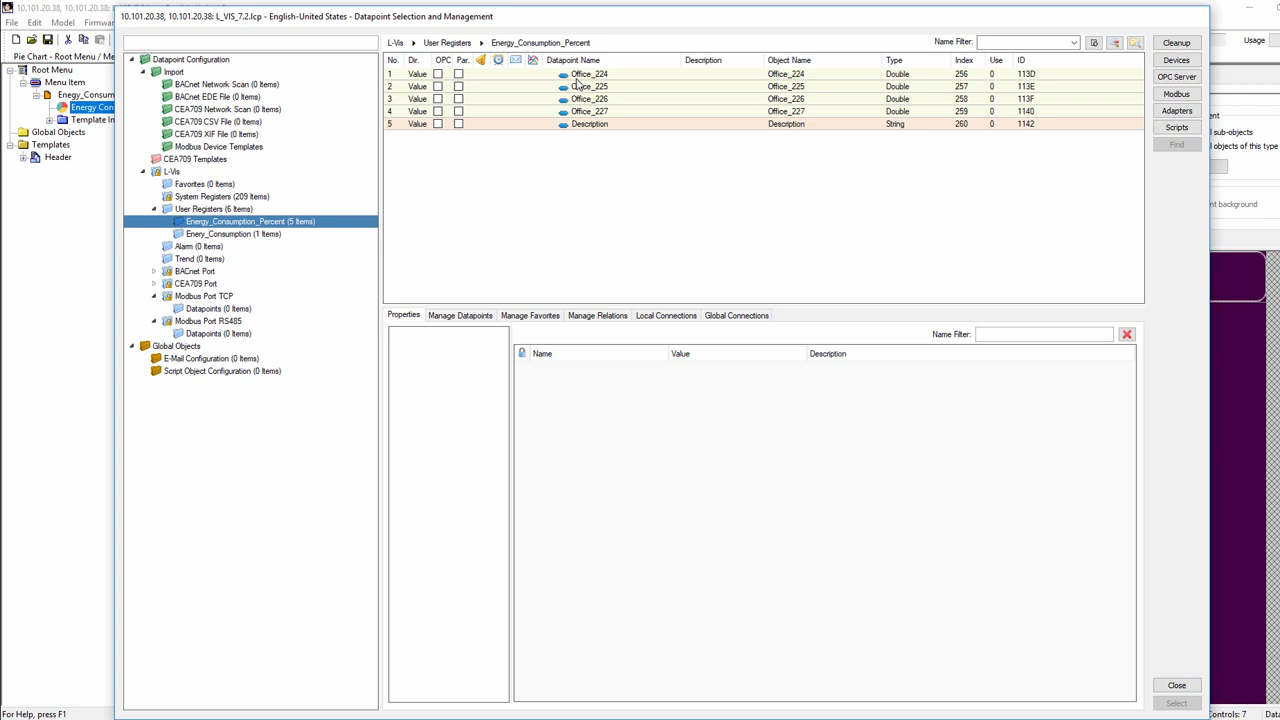 10.101.20.38, 10.101.20.38: L_VIS_7.2.lcp - English-United States - Datapoint Selection and Management
File Edit Model Firmwar
Pie Chart - Root Menu / Me
Root Menu
Menu Item
Enegy_Consum
Energy Con
Template In
Global Objects
Templates
Header
Datapoint Configuration
Import
BACnet Network Scan (0 Items)
BACnet EDE File (0 Items)
CEA709 Network Scan (0 Items)
CEA709 CSV File (0 Items)
CEA709 XIF File (0 Items)
Modbus Device Templates
CEA709 Templates
L-Vis
Favorites (0 Items)
System Registers (209 Items)
User Registers (6 Items)
Energy_Consumption_Percent (5 Items)
Enery_Consumption (1 Items)
Alarm (0 Items)
Trend (0 Items)
BACnet Port
CEA709 Port
Modbus Port TCP
Datapoints (0 Items)
Modbus Port RS485
Datapoints (0 Items)
Global Objects
E-Mail Configuration (0 Items)
Script Object Configuration (0 Items)
L-Vis User Registers Energy_Consumption_Percent Name Filter:
No. Dir. OPC Par. Datapoint Name Description Object Name Type Index Use ID
1 Value Office_224 Office_224 Double 256 0 113D
2 Value Office_225 Office_225 Double 257 0 113E
3 Value Office_226 Office_226 Double 258 0 113F
4 Value Office_227 Office_227 Double 259 0 1140
5 Value Description Description String 260 0 1142
Properties Manage Datapoints Manage Favorites Manage Relations Local Connections Global Connections
Name Filter:
Name Value Description
Cleanup
Devices
OPC Server
Modbus
Adapters
Scripts
Find
Close
Select
Usage
sub-objects
objects of this type
nt background
For Help, press F1
Controls: 7 Data